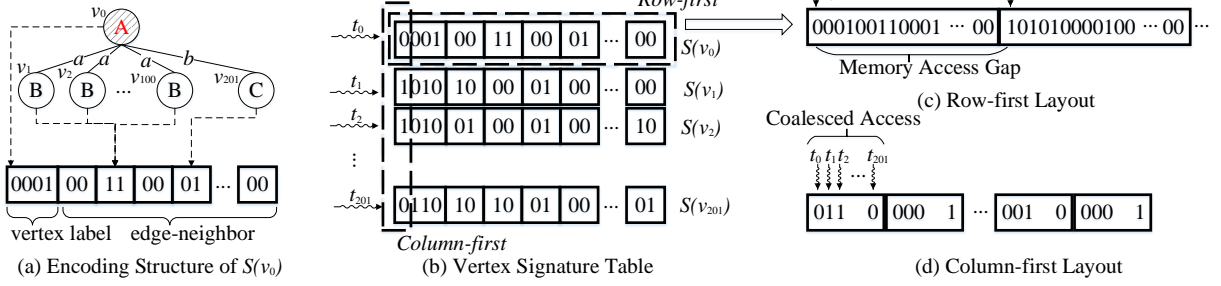 v0
A
a a a b
v1 v2 v100 v201
B B ... B C
0001 00 11 00 01 ... 00
vertex label edge-neighbor
(a) Encoding Structure of S(v0)
Row-first
t0 0001 00 11 00 01 ... 00 S(v0)
t1 1010 10 00 01 00 ... 00 S(v1)
t2 1010 01 00 01 00 ... 10 S(v2)
⋮
t201 0110 10 10 01 00 ... 01 S(v201)
Column-first
(b) Vertex Signature Table
000100110001 ... 00 101010000100 ... 00 ...
Memory Access Gap
(c) Row-first Layout
Coalesced Access
t0 t1 t2 ... t201
011 0 000 1 ... 001 0 000 1
(d) Column-first Layout